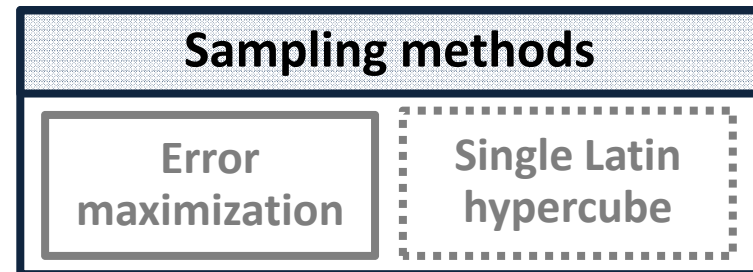 Sampling methods
Error
maximization
Single Latin
hypercube